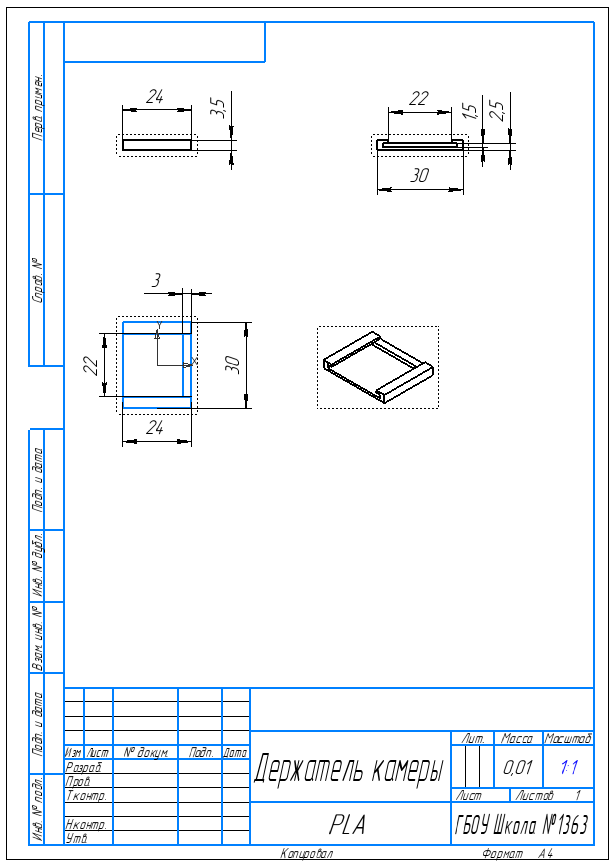 Перв. примен.
Справ. №
Подп. и дата
Инв. № дубл.
Взам. инв. №
Подп. и дата
Инв. № подл.
24
3,5
22
1,5
2,5
30
3
Y
X
22
30
24
Изм Лист № докум. Подп. Дата
Разраб.
Пров.
Т.контр.
Н.контр.
Утв.
Держатель камеры
Лит. Масса Масштаб
0,01 1:1
Лист Листов 1
PLA
ГБОУ Школа №1363
Копировал Формат A4